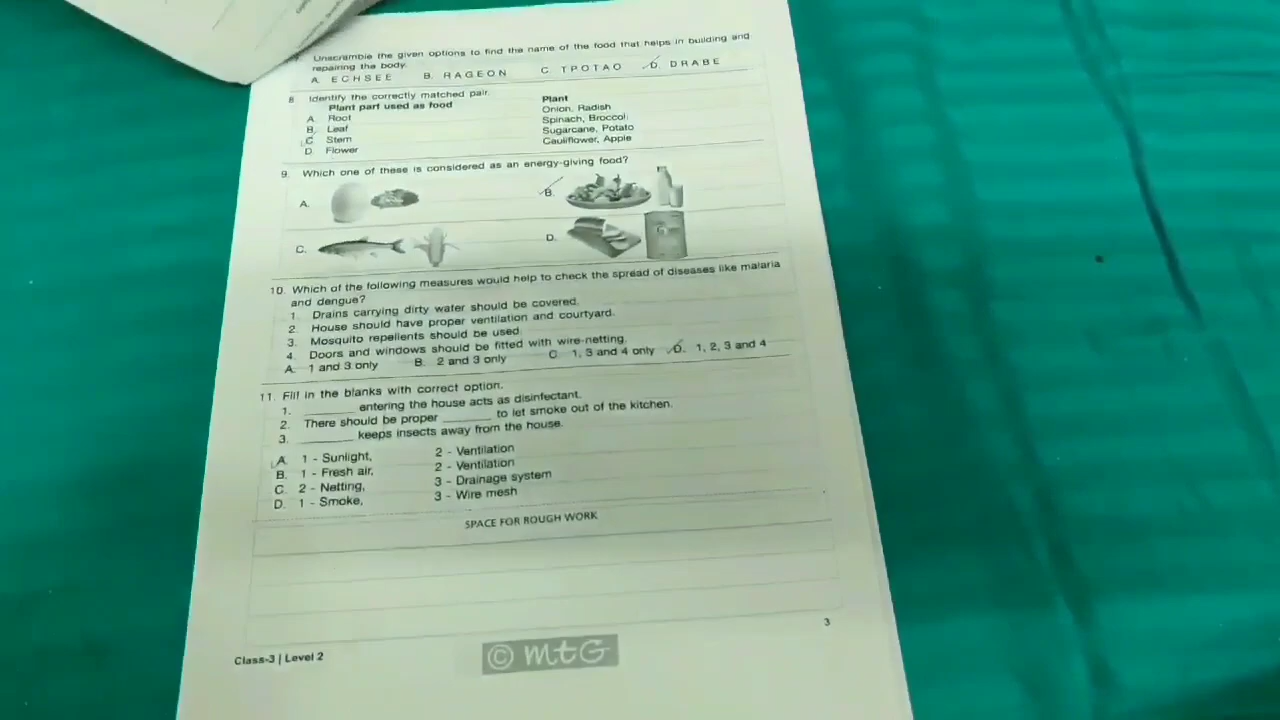 Unscramble the given options to find the name of the food that helps in building and
repairing the body.
A. ECHSEE B. RAGEON C. TPOTAO D. DRABE
8. Identify the correctly matched pair.
Plant part used as food Plant
A. Root Onion, Radish
B. Leaf Spinach, Broccoli
C. Stem Sugarcane, Potato
D. Flower Cauliflower, Apple
9. Which one of these is considered as an energy-giving food?
A. B.
C. D.
10. Which of the following measures would help to check the spread of diseases like malaria
and dengue?
1. Drains carrying dirty water should be covered.
2. House should have proper ventilation and courtyard.
3. Mosquito repellents should be used.
4. Doors and windows should be fitted with wire-netting.
A. 1 and 3 only B. 2 and 3 only C. 1, 3 and 4 only D. 1, 2, 3 and 4
11. Fill in the blanks with correct option.
1. ________ entering the house acts as disinfectant.
2. There should be proper ________ to let smoke out of the kitchen.
3. ________ keeps insects away from the house.
A. 1 - Sunlight, 2 - Ventilation
B. 1 - Fresh air, 2 - Ventilation
C. 2 - Netting, 3 - Drainage system
D. 1 - Smoke, 3 - Wire mesh
SPACE FOR ROUGH WORK
3
Class-3 | Level 2
© mtG